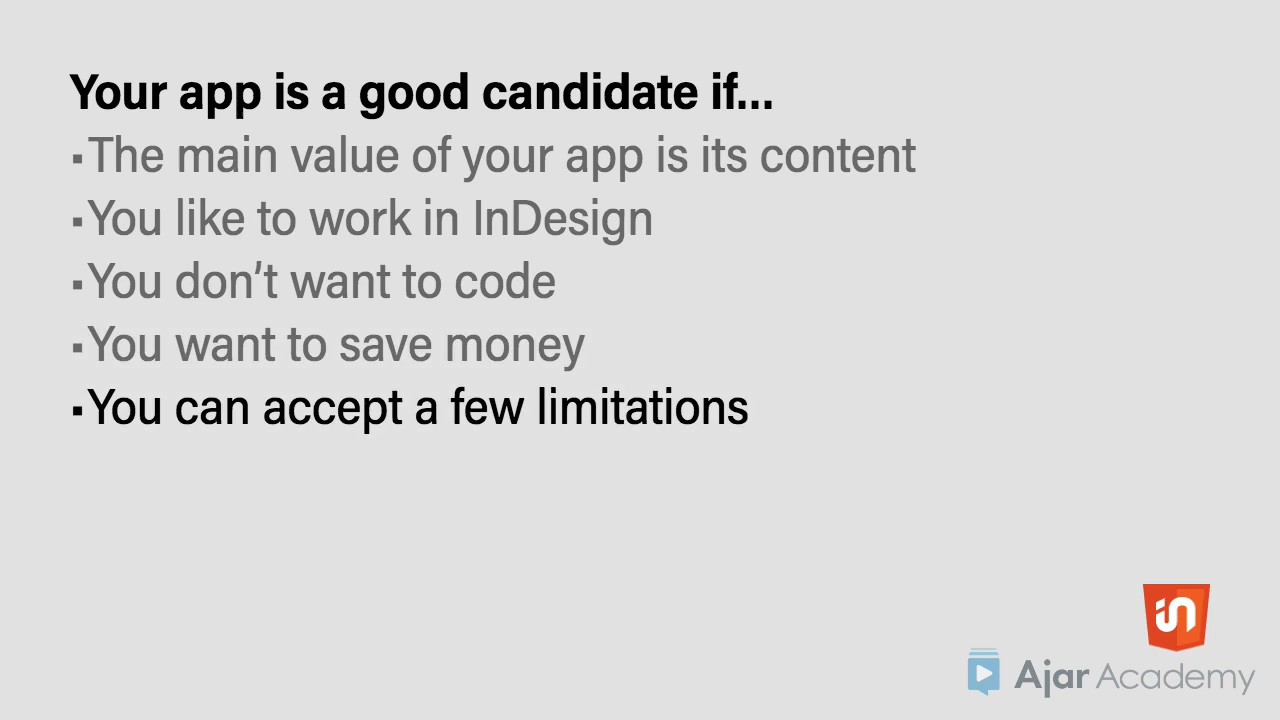 Your app is a good candidate if...
▪The main value of your app is its content
▪You like to work in InDesign
▪You don’t want to code
▪You want to save money
▪You can accept a few limitations
in5
Ajar Academy